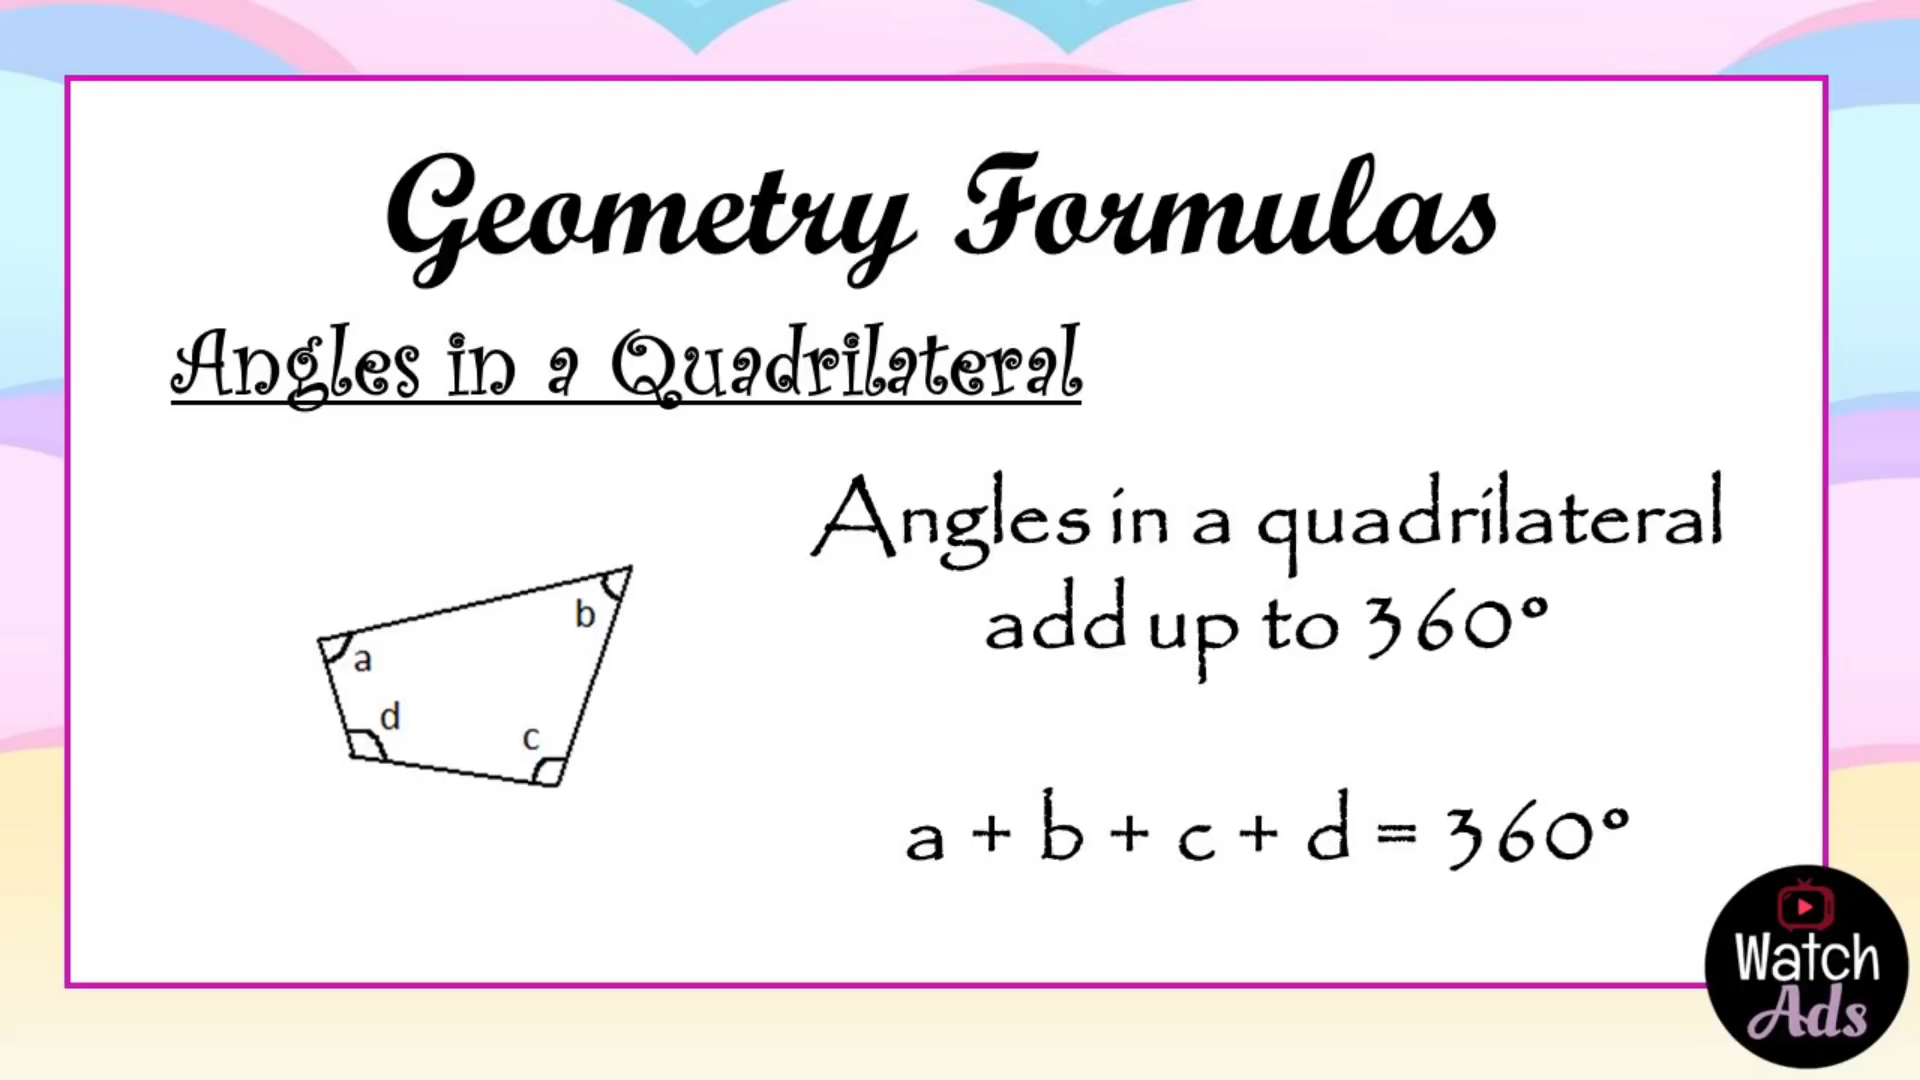 Geometry Formulas
Angles in a Quadrilateral
Angles in a quadrilateral
add up to 360°
b
a
d
c
a + b + c + d = 360°
Watch
Ads